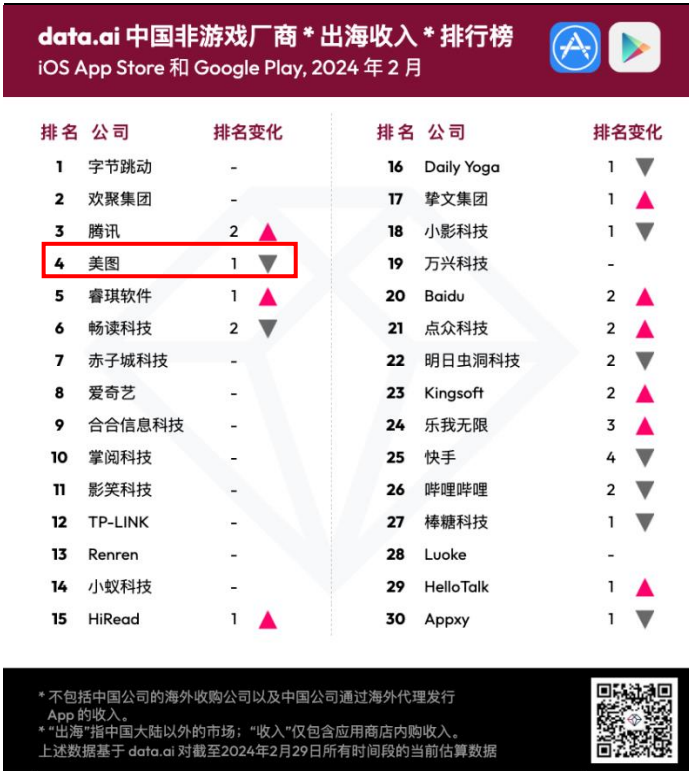 data.ai 中国非游戏厂商 * 出海收入 * 排行榜
iOS App Store 和 Google Play, 2024 年 2 月
排名 公司 排名变化
1 字节跳动 -
2 欢聚集团 -
3 腾讯 2 ▲
4 美图 1 ▼
5 睿琪软件 1 ▲
6 畅读科技 2 ▼
7 赤子城科技 -
8 爱奇艺 -
9 合合信息科技 -
10 掌阅科技 -
11 影笑科技 -
12 TP-LINK -
13 Renren -
14 小蚁科技 -
15 HiRead 1 ▲
排名 公司 排名变化
16 Daily Yoga 1 ▼
17 挚文集团 1 ▲
18 小影科技 1 ▼
19 万兴科技 -
20 Baidu 2 ▲
21 点众科技 2 ▲
22 明日虫洞科技 2 ▼
23 Kingsoft 2 ▲
24 乐我无限 3 ▲
25 快手 4 ▼
26 哔哩哔哩 2 ▼
27 棒糖科技 1 ▼
28 Luoke -
29 HelloTalk 1 ▲
30 Appxy 1 ▼
* 不包括中国公司的海外收购公司以及中国公司通过海外代理发行
App 的收入。
* “出海”指中国大陆以外的市场；“收入”仅包含应用商店内购收入。
上述数据基于 data.ai 对截至2024年2月29日所有时间段的当前估算数据